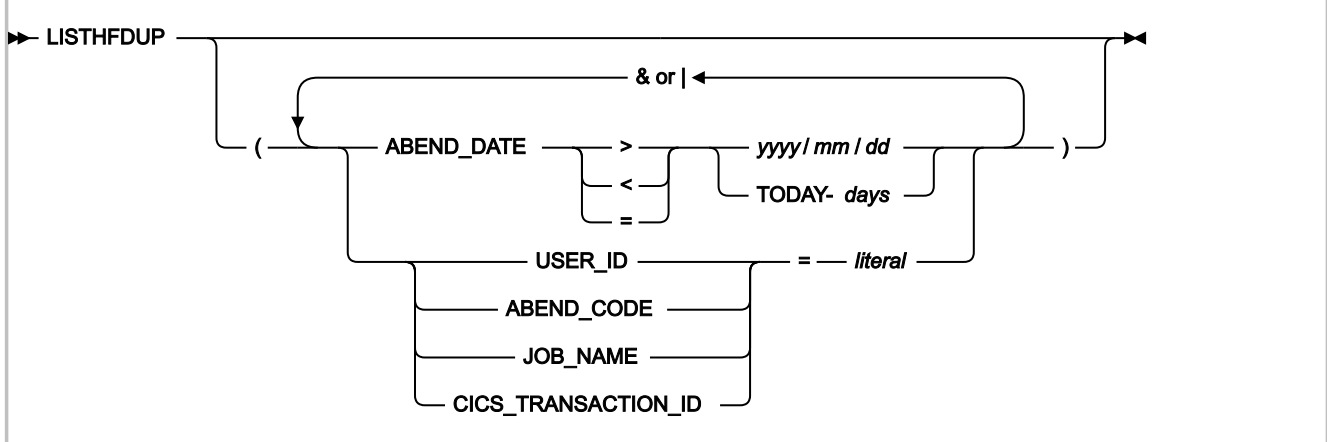 LISTHFDUP
& or |
( ABEND_DATE > yyyy / mm / dd )
< TODAY- days
=
USER_ID = literal
ABEND_CODE
JOB_NAME
CICS_TRANSACTION_ID